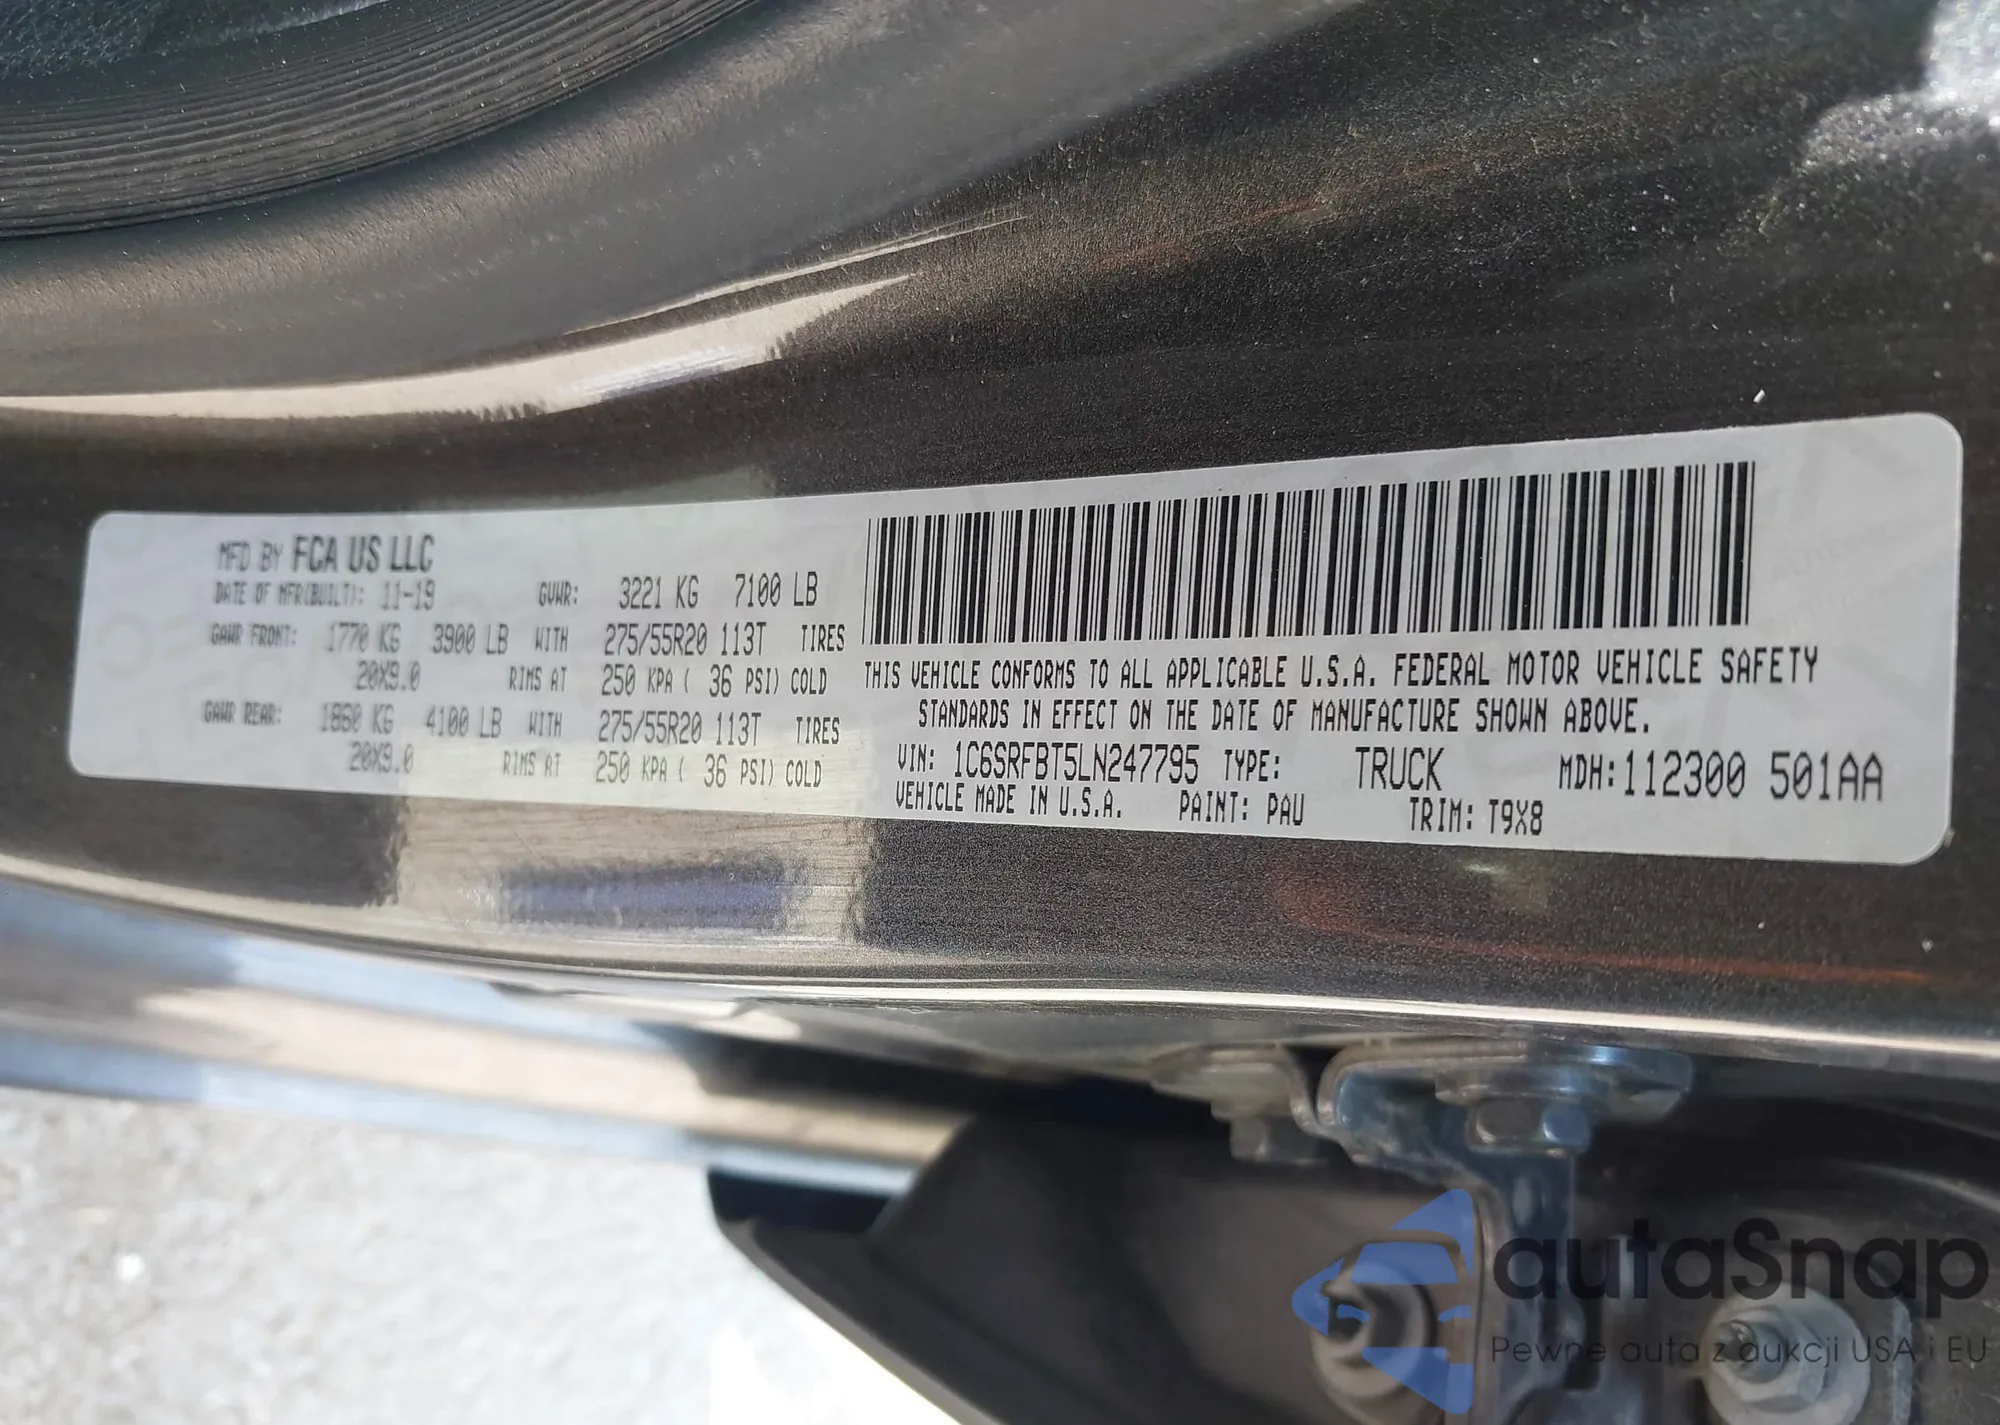 MFD BY FCA US LLC
DATE OF MFR(BUILT): 11-19 GVWR: 3221 KG 7100 LB
GAWR FRONT: 1770 KG 3900 LB WITH 275/55R20 113T TIRES
20X9.0 RIMS AT 250 KPA ( 36 PSI) COLD
GAWR REAR: 1860 KG 4100 LB WITH 275/55R20 113T TIRES
20X9.0 RIMS AT 250 KPA ( 36 PSI) COLD
THIS VEHICLE CONFORMS TO ALL APPLICABLE U.S.A. FEDERAL MOTOR VEHICLE SAFETY
STANDARDS IN EFFECT ON THE DATE OF MANUFACTURE SHOWN ABOVE.
VIN: 1C6SRFBT5LN247795 TYPE: TRUCK MDH:112300 501AA
VEHICLE MADE IN U.S.A. PAINT: PAU TRIM: T9X8
autaSnap
Pewne auta z aukcji USA i EU